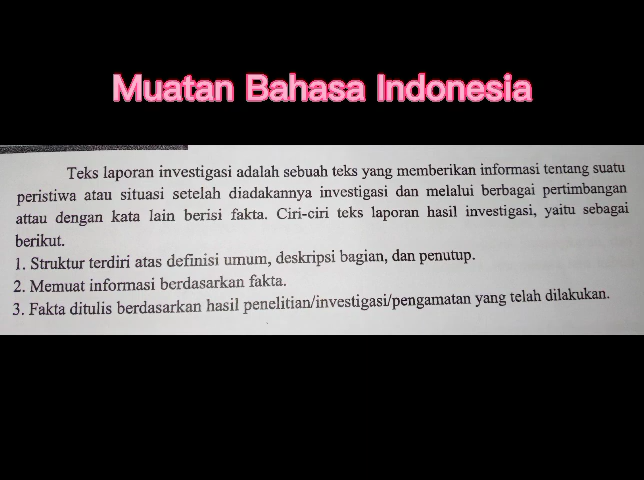 Muatan Bahasa Indonesia
Teks laporan investigasi adalah sebuah teks yang memberikan informasi tentang suatu
peristiwa atau situasi setelah diadakannya investigasi dan melalui berbagai pertimbangan
attau dengan kata lain berisi fakta. Ciri-ciri teks laporan hasil investigasi, yaitu sebagai
berikut.
1. Struktur terdiri atas definisi umum, deskripsi bagian, dan penutup.
2. Memuat informasi berdasarkan fakta.
3. Fakta ditulis berdasarkan hasil penelitian/investigasi/pengamatan yang telah dilakukan.